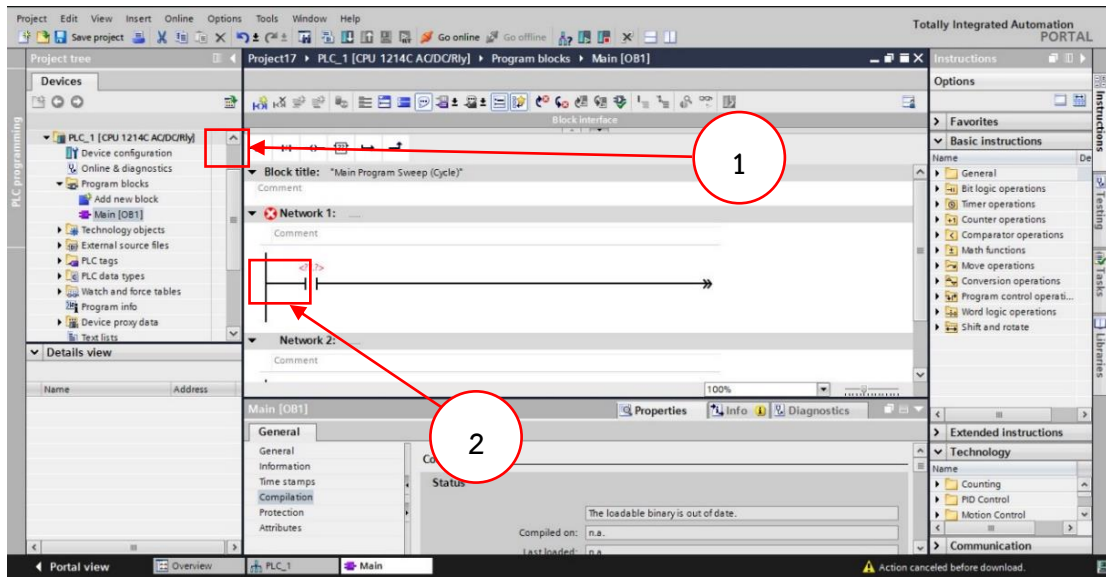 Project Edit View Insert Online Options Tools Window Help
Totally Integrated Automation
PORTAL
Save project
Go online
Go offline
Project tree
Project17 PLC_1 [CPU 1214C AC/DC/Rly] Program blocks Main [OB1]
Instructions
Devices
Options
PLC programming
Block interface
PLC_1 [CPU 1214C AC/DC/Rly]
Device configuration
Online & diagnostics
Program blocks
Add new block
Main [OB1]
Technology objects
External source files
PLC tags
PLC data types
Watch and force tables
Program info
Device proxy data
Text lists
Details view
Name Address
1
Block title: "Main Program Sweep (Cycle)"
Comment
Network 1: .....
Comment
Network 2: .....
Comment
100%
2
Main [OB1]
Properties Info Diagnostics
General
General
Information
Time stamps
Compilation
Protection
Attributes
Status
The loadable binary is out of date.
Compiled on: n.a.
Last loaded: n.a.
Favorites
Basic instructions
Name De
General
Bit logic operations
Timer operations
Counter operations
Comparator operations
Math functions
Move operations
Conversion operations
Program control operati...
Word logic operations
Shift and rotate
Extended instructions
Technology
Name
Counting
PID Control
Motion Control
Communication
Instructions
Testing
Tasks
Libraries
Portal view Overview PLC_1 Main
Action canceled before download.